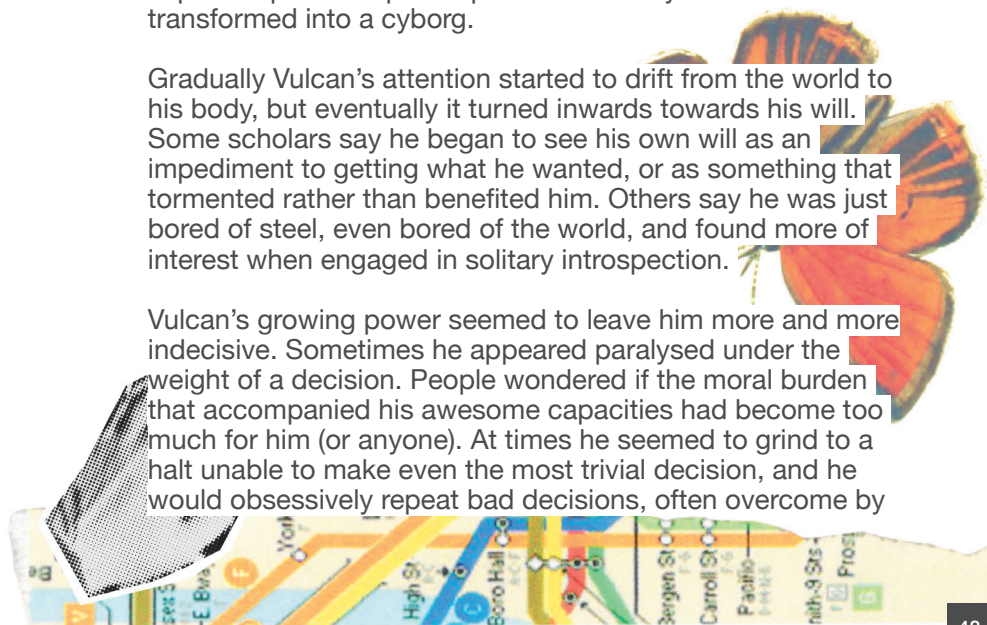 transformed into a cyborg.
Gradually Vulcan’s attention started to drift from the world to
his body, but eventually it turned inwards towards his will.
Some scholars say he began to see his own will as an
impediment to getting what he wanted, or as something that
tormented rather than benefited him. Others say he was just
bored of steel, even bored of the world, and found more of
interest when engaged in solitary introspection.
Vulcan’s growing power seemed to leave him more and more
indecisive. Sometimes he appeared paralysed under the
weight of a decision. People wondered if the moral burden
that accompanied his awesome capacities had become too
much for him (or anyone). At times he seemed to grind to a
halt unable to make even the most trivial decision, and he
would obsessively repeat bad decisions, often overcome by
York
F
High St
A-C
Boro Hall
C
Bergen St
F-G
Carroll St
F-G
Pacific
Sts
G
V